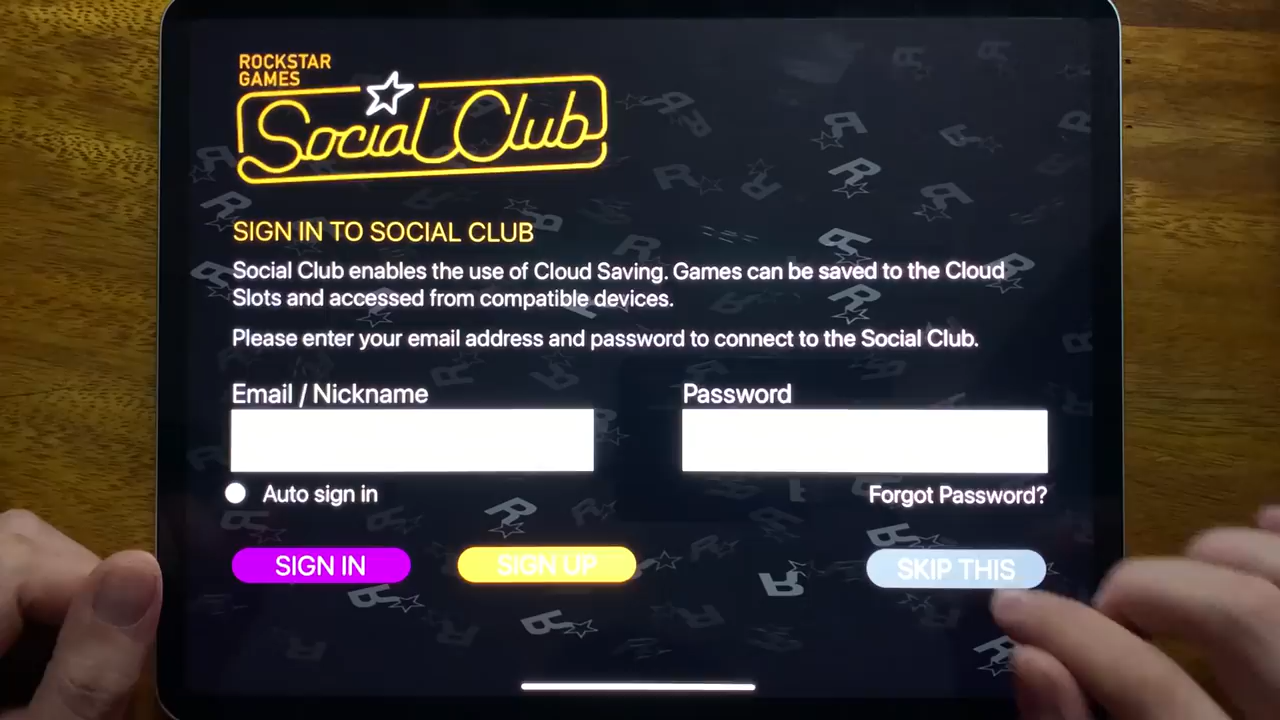 ROCKSTAR
GAMES
Social Club
SIGN IN TO SOCIAL CLUB
Social Club enables the use of Cloud Saving. Games can be saved to the Cloud
Slots and accessed from compatible devices.
Please enter your email address and password to connect to the Social Club.
Email / Nickname
Password
Auto sign in
Forgot Password?
SIGN IN
SIGN UP
SKIP THIS